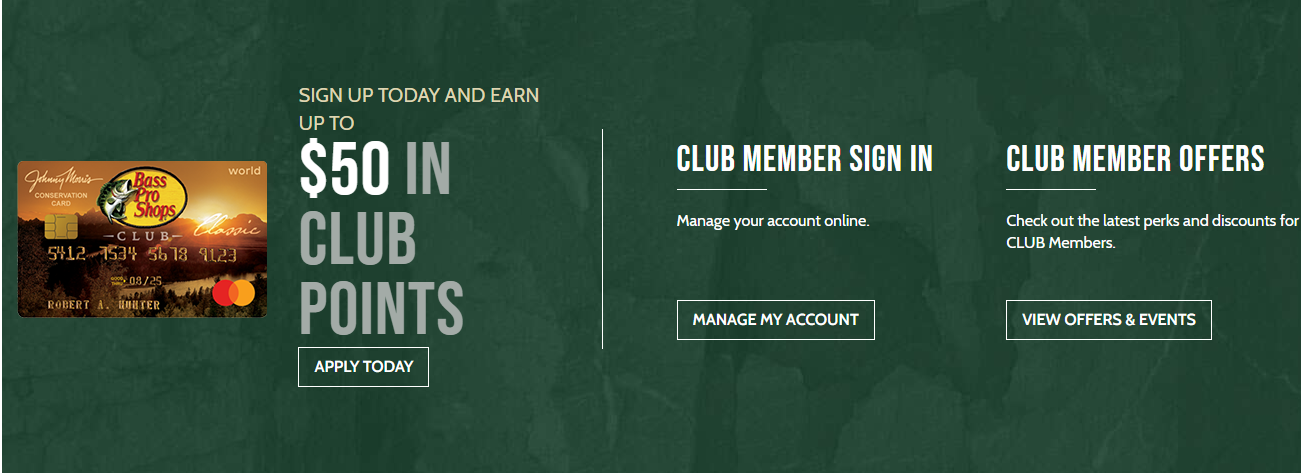 Johnny Morris
CONSERVATION
CARD
world
Bass
Pro
Shops
CLUB
Classic
5412 7534 5678 9123
GOOD
THRU
08/25
ROBERT A. HUNTER
SIGN UP TODAY AND EARN
UP TO
$50 IN
CLUB
POINTS
APPLY TODAY
CLUB MEMBER SIGN IN
Manage your account online.
MANAGE MY ACCOUNT
CLUB MEMBER OFFERS
Check out the latest perks and discounts for
CLUB Members.
VIEW OFFERS & EVENTS